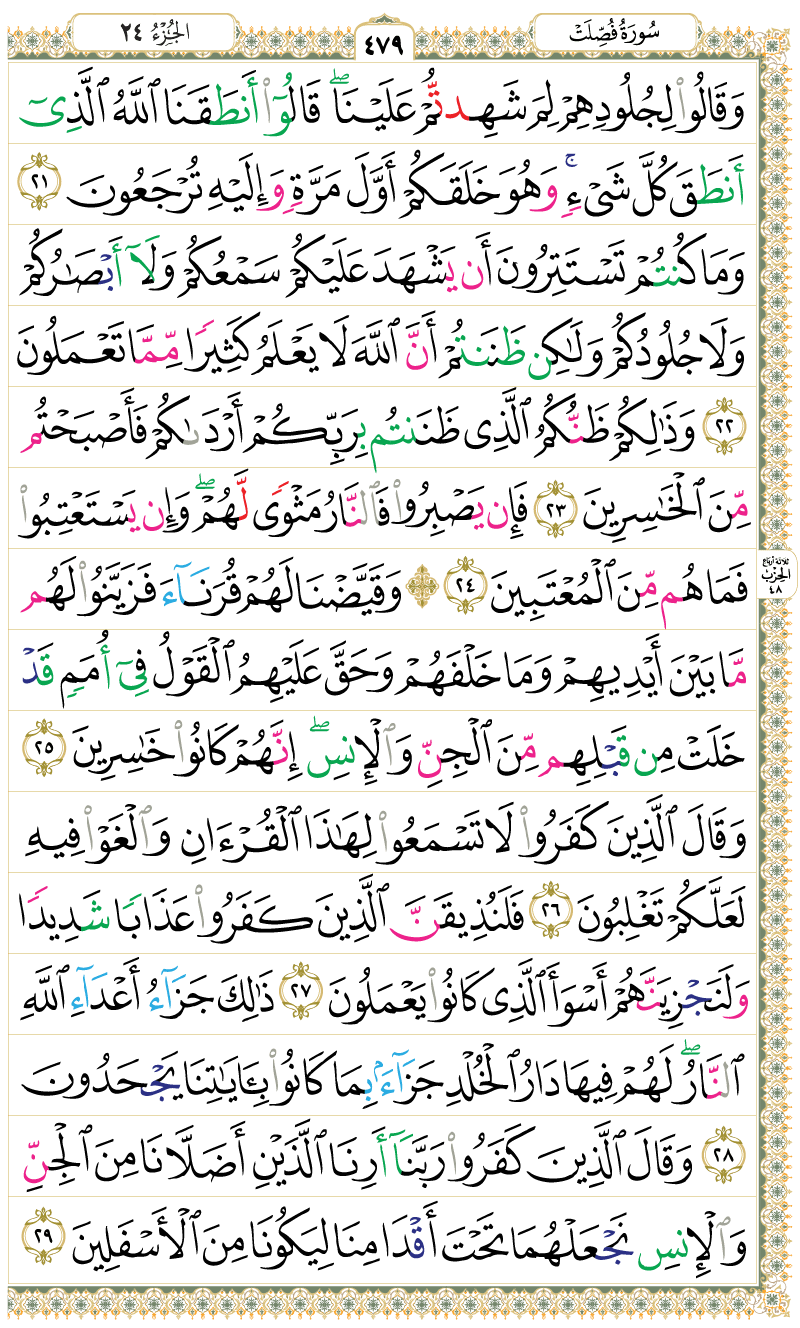 سُورَةُ فُصِّلَتْ
٤٧٩
الجُزْءُ ٢٤
وَقَالُوا۟ لِجُلُودِهِمْ لِمَ شَهِدتُّمْ عَلَيْنَا ۖ قَالُوٓا۟ أَنطَقَنَا ٱللَّهُ ٱلَّذِىٓ
أَنطَقَ كُلَّ شَىْءٍ ۚ وَهُوَ خَلَقَكُمْ أَوَّلَ مَرَّةٍ وَإِلَيْهِ تُرْجَعُونَ ٢١
وَمَا كُنتُمْ تَسْتَتِرُونَ أَن يَشْهَدَ عَلَيْكُمْ سَمْعُكُمْ وَلَآ أَبْصَٰرُكُمْ
وَلَا جُلُودُكُمْ وَلَٰكِن ظَنَنتُمْ أَنَّ ٱللَّهَ لَا يَعْلَمُ كَثِيرًا مِّمَّا تَعْمَلُونَ
٢٢ وَذَٰلِكُمْ ظَنُّكُمُ ٱلَّذِى ظَنَنتُم بِرَبِّكُمْ أَرْدَىٰكُمْ فَأَصْبَحْتُم
مِّنَ ٱلْخَٰسِرِينَ ٢٣ فَإِن يَصْبِرُوا۟ فَٱلنَّارُ مَثْوًى لَّهُمْ ۖ وَإِن يَسْتَعْتِبُوا۟
فَمَا هُم مِّنَ ٱلْمُعْتَبِينَ ٢٤ ۞ وَقَيَّضْنَا لَهُمْ قُرَنَآءَ فَزَيَّنُوا۟ لَهُم
ثلاثة أرباع
الحزب
٤٨
مَّا بَيْنَ أَيْدِيهِمْ وَمَا خَلْفَهُمْ وَحَقَّ عَلَيْهِمُ ٱلْقَوْلُ فِىٓ أُمَمٍ قَدْ
خَلَتْ مِن قَبْلِهِم مِّنَ ٱلْجِنِّ وَٱلْإِنسِ ۖ إِنَّهُمْ كَانُوا۟ خَٰسِرِينَ ٢٥
وَقَالَ ٱلَّذِينَ كَفَرُوا۟ لَا تَسْمَعُوا۟ لِهَٰذَا ٱلْقُرْءَانِ وَٱلْغَوْا۟ فِيهِ
لَعَلَّكُمْ تَغْلِبُونَ ٢٦ فَلَنُذِيقَنَّ ٱلَّذِينَ كَفَرُوا۟ عَذَابًا شَدِيدًا
وَلَنَجْزِيَنَّهُمْ أَسْوَأَ ٱلَّذِى كَانُوا۟ يَعْمَلُونَ ٢٧ ذَٰلِكَ جَزَآءُ أَعْدَآءِ ٱللَّهِ
ٱلنَّارُ ۖ لَهُمْ فِيهَا دَارُ ٱلْخُلْدِ جَزَآءًۢ بِمَا كَانُوا۟ بِـَٔايَٰتِنَا يَجْحَدُونَ
٢٨ وَقَالَ ٱلَّذِينَ كَفَرُوا۟ رَبَّنَآ أَرِنَا ٱلَّذَيْنِ أَضَلَّانَا مِنَ ٱلْجِنِّ
وَٱلْإِنسِ نَجْعَلْهُمَا تَحْتَ أَقْدَامِنَا لِيَكُونَا مِنَ ٱلْأَسْفَلِينَ ٢٩